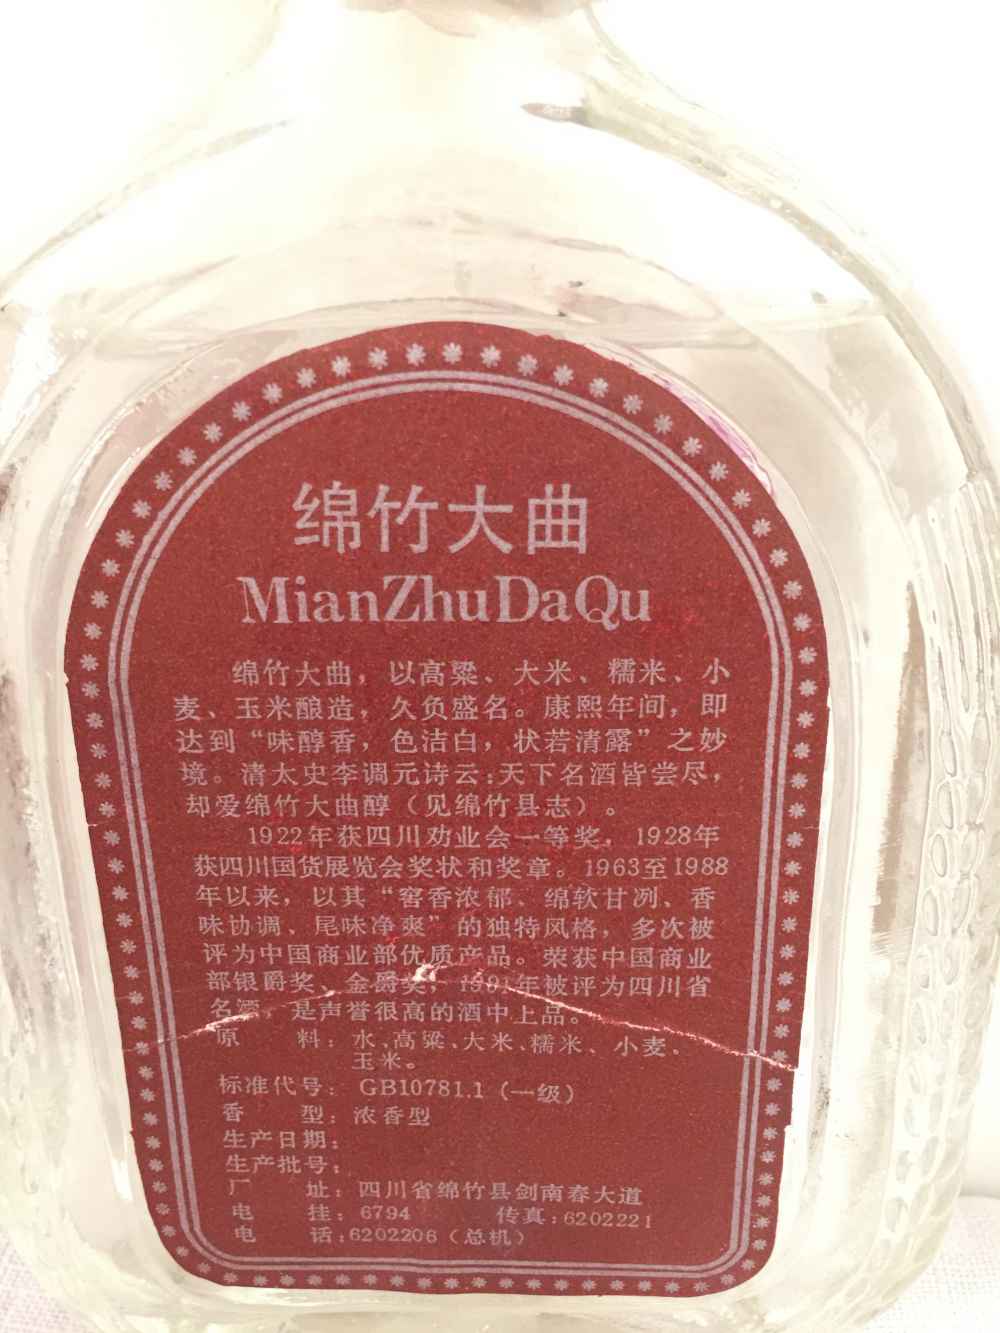 绵竹大曲
MianZhuDaQu
绵竹大曲，以高粱、大米、糯米、小
麦、玉米酿造，久负盛名。康熙年间，即
达到“味醇香，色洁白，状若清露”之妙
境。清太史李调元诗云：天下名酒皆尝尽，
却爱绵竹大曲醇（见绵竹县志）。
1922年获四川劝业会一等奖，1928年
获四川国货展览会奖状和奖章。1963至1988
年以来，以其“窖香浓郁、绵软甘冽、香
味协调、尾味净爽”的独特风格，多次被
评为中国商业部优质产品。荣获中国商业
部银爵奖、金爵奖，1991年被评为四川省
名酒，是声誉很高的酒中上品。
原 料：水、高粱、大米、糯米、小麦、
玉米。
标准代号：GB10781.1（一级）
香 型：浓香型
生产日期：
生产批号：
厂 址：四川省绵竹县剑南春大道
电 挂：6794 传真：6202221
电 话：6202206（总机）